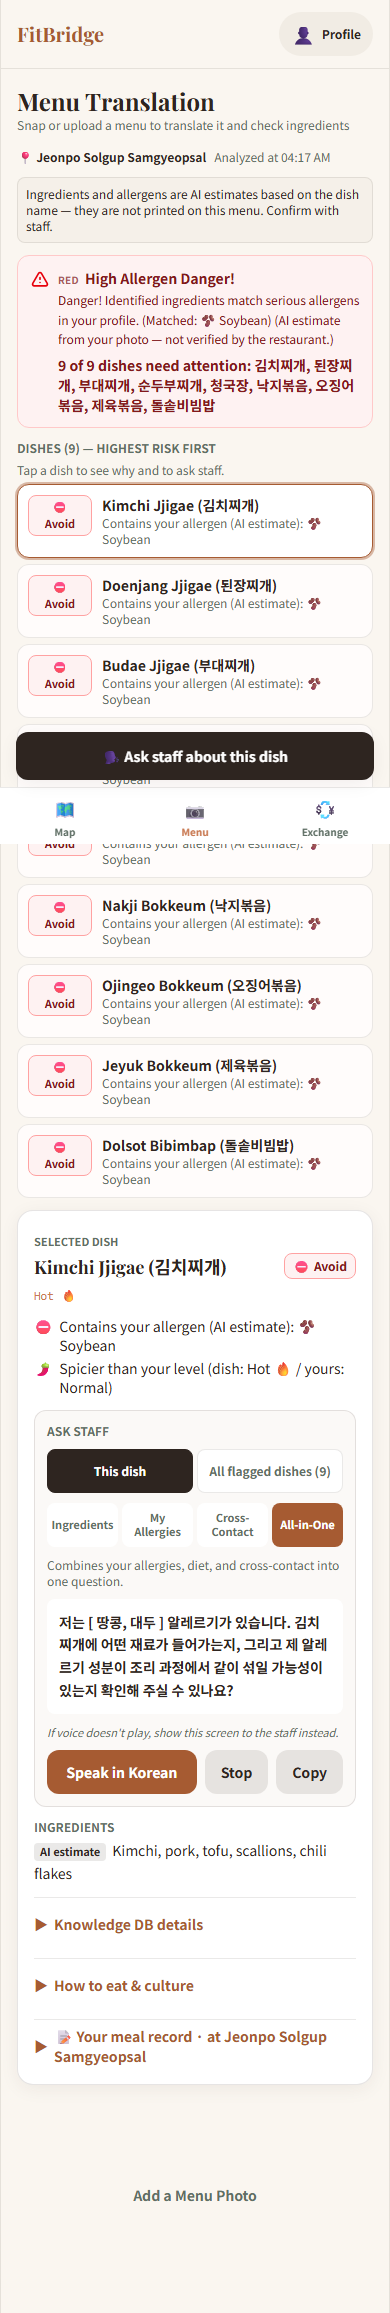 FitBridge
Profile
Menu Translation
Snap or upload a menu to translate it and check ingredients
Jeonpo Solgup Samgyeopsal Analyzed at 04:17 AM
Ingredients and allergens are AI estimates based on the dish
name — they are not printed on this menu. Confirm with
staff.
RED High Allergen Danger!
Danger! Identified ingredients match serious allergens
in your profile. (Matched: Soybean) (AI estimate
from your photo — not verified by the restaurant.)
9 of 9 dishes need attention: 김치찌개, 된장찌
개, 부대찌개, 순두부찌개, 청국장, 낙지볶음, 오징어
볶음, 제육볶음, 돌솥비빔밥
DISHES (9) — HIGHEST RISK FIRST
Tap a dish to see why and to ask staff.
Avoid
Kimchi Jjigae (김치찌개)
Contains your allergen (AI estimate):
Soybean
Avoid
Doenjang Jjigae (된장찌개)
Contains your allergen (AI estimate):
Soybean
Avoid
Budae Jjigae (부대찌개)
Contains your allergen (AI estimate):
Soybean
Ask staff about this dish
Soybean
Map
Menu
Exchange
Avoid
Contains your allergen (AI estimate):
Soybean
Avoid
Nakji Bokkeum (낙지볶음)
Contains your allergen (AI estimate):
Soybean
Avoid
Ojingeo Bokkeum (오징어볶음)
Contains your allergen (AI estimate):
Soybean
Avoid
Jeyuk Bokkeum (제육볶음)
Contains your allergen (AI estimate):
Soybean
Avoid
Dolsot Bibimbap (돌솥비빔밥)
Contains your allergen (AI estimate):
Soybean
SELECTED DISH
Kimchi Jjigae (김치찌개)
Avoid
Hot
Contains your allergen (AI estimate):
Soybean
Spicier than your level (dish: Hot / yours:
Normal)
ASK STAFF
This dish
All flagged dishes (9)
Ingredients
My
Allergies
Cross-
Contact
All-in-One
Combines your allergies, diet, and cross-contact into
one question.
저는 [ 땅콩, 대두 ] 알레르기가 있습니다. 김치
찌개에 어떤 재료가 들어가는지, 그리고 제 알레
르기 성분이 조리 과정에서 같이 섞일 가능성이
있는지 확인해 주실 수 있나요?
If voice doesn't play, show this screen to the staff instead.
Speak in Korean
Stop
Copy
INGREDIENTS
AI estimate Kimchi, pork, tofu, scallions, chili
flakes
Knowledge DB details
How to eat & culture
Your meal record · at Jeonpo Solgup
Samgyeopsal
Add a Menu Photo